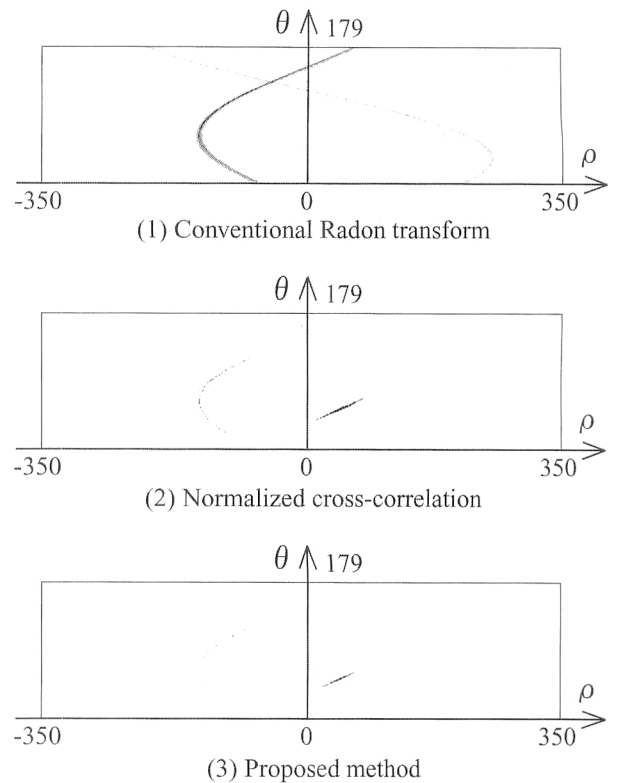 θ 179
ρ
-350 0 350
(1) Conventional Radon transform
θ 179
ρ
-350 0 350
(2) Normalized cross-correlation
θ 179
ρ
-350 0 350
(3) Proposed method